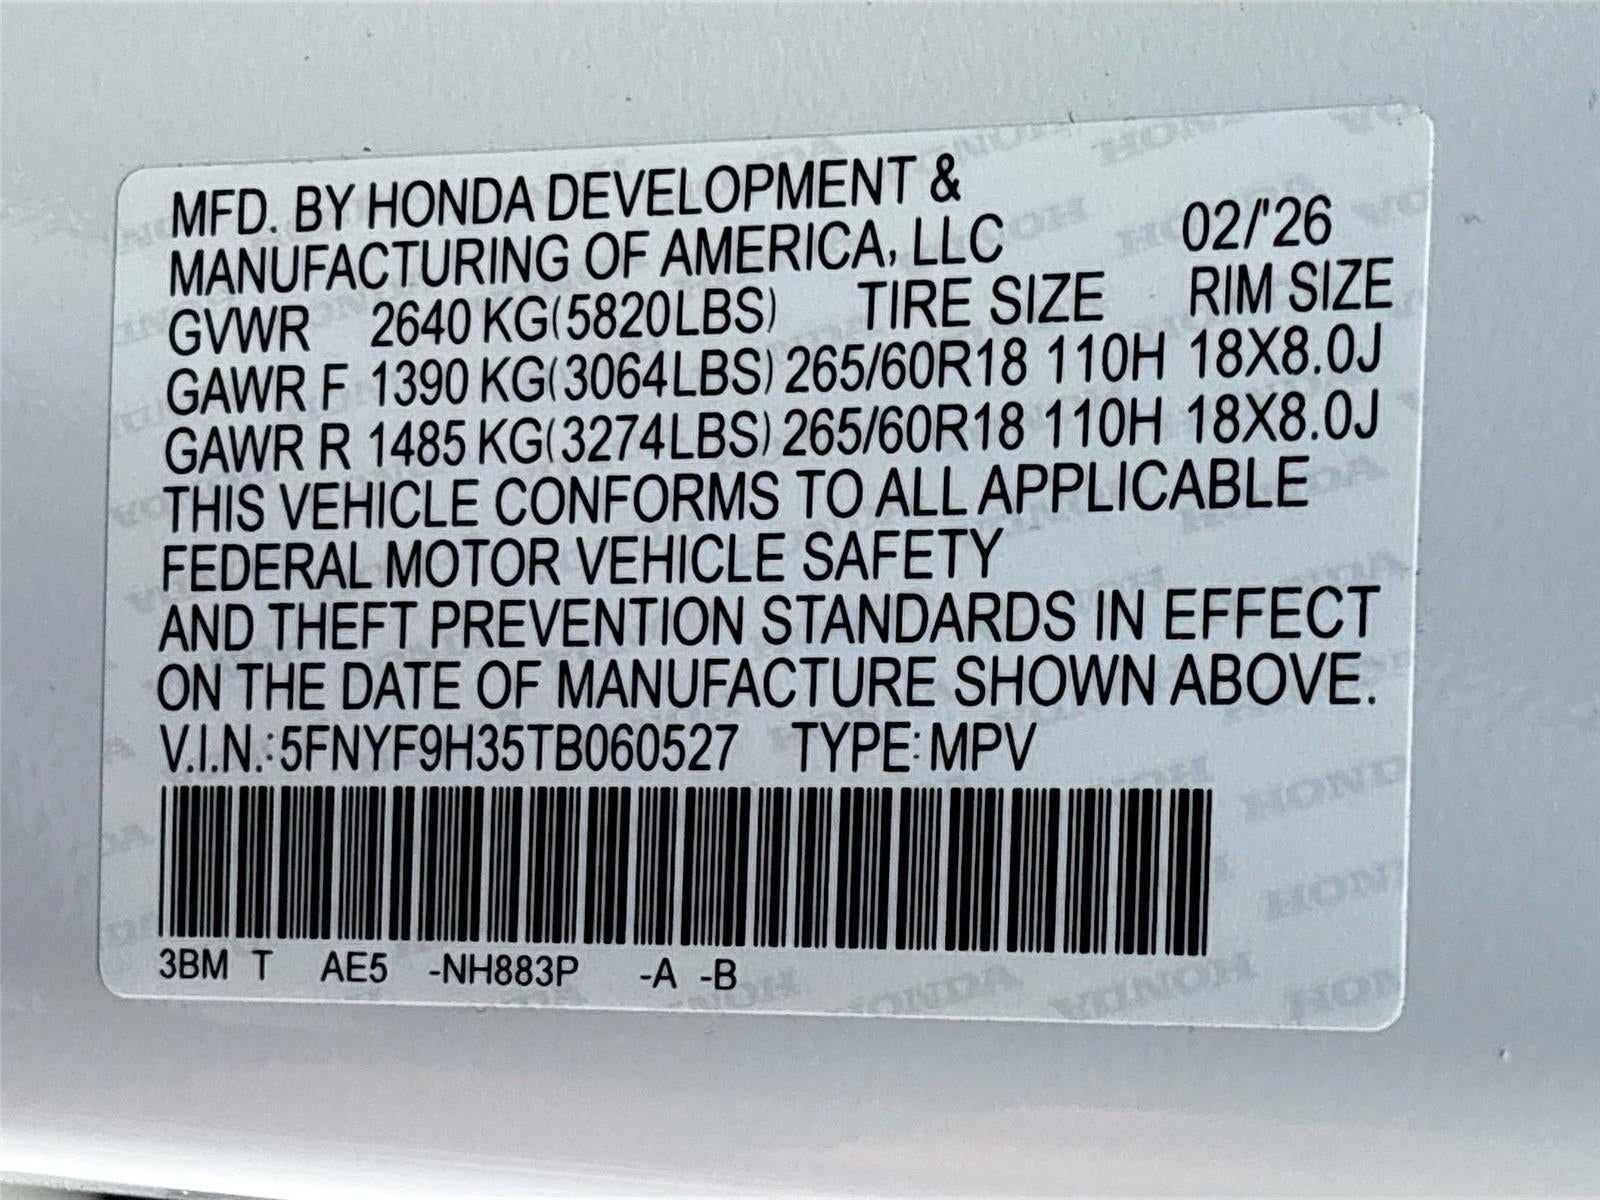 MFD. BY HONDA DEVELOPMENT &
MANUFACTURING OF AMERICA, LLC 02/'26
GVWR 2640 KG(5820LBS) TIRE SIZE RIM SIZE
GAWR F 1390 KG(3064LBS) 265/60R18 110H 18X8.0J
GAWR R 1485 KG(3274LBS) 265/60R18 110H 18X8.0J
THIS VEHICLE CONFORMS TO ALL APPLICABLE
FEDERAL MOTOR VEHICLE SAFETY
AND THEFT PREVENTION STANDARDS IN EFFECT
ON THE DATE OF MANUFACTURE SHOWN ABOVE.
V.I.N.: 5FNYF9H35TB060527 TYPE: MPV
3BM T AE5 -NH883P -A -B